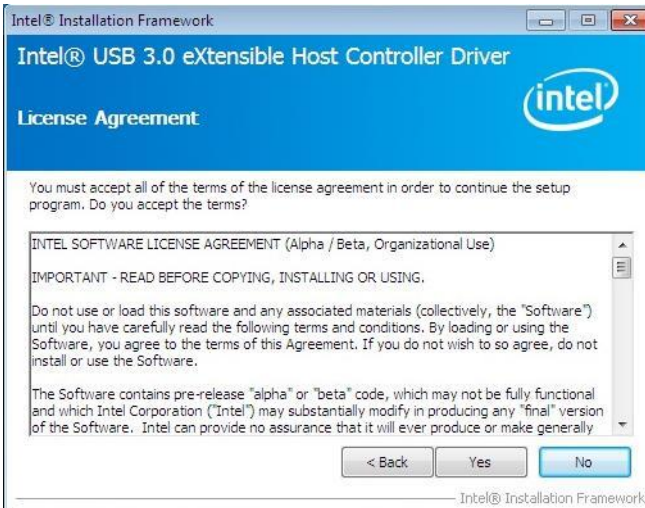 Intel® Installation Framework
Intel® USB 3.0 eXtensible Host Controller Driver
intel
License Agreement
You must accept all of the terms of the license agreement in order to continue the setup
program. Do you accept the terms?
INTEL SOFTWARE LICENSE AGREEMENT (Alpha / Beta, Organizational Use)
IMPORTANT - READ BEFORE COPYING, INSTALLING OR USING.
Do not use or load this software and any associated materials (collectively, the "Software")
until you have carefully read the following terms and conditions. By loading or using the
Software, you agree to the terms of this Agreement. If you do not wish to so agree, do not
install or use the Software.
The Software contains pre-release "alpha" or "beta" code, which may not be fully functional
and which Intel Corporation ("Intel") may substantially modify in producing any "final" version
of the Software. Intel can provide no assurance that it will ever produce or make generally
< Back Yes No
Intel® Installation Framework